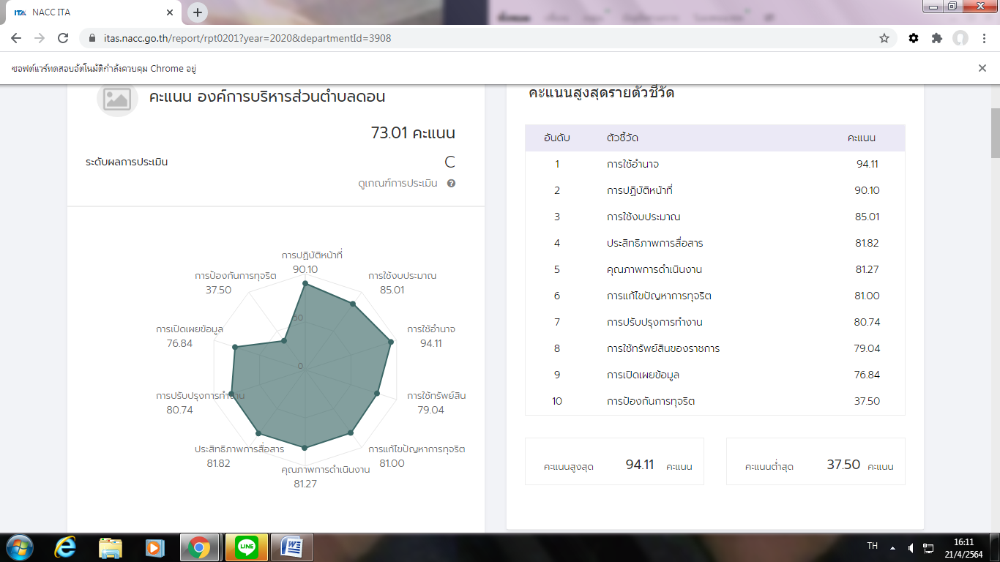 NACC ITA
itas.nacc.go.th/report/rpt0201?year=2020&departmentId=3908
ซอฟต์แวร์ทดสอบอัตโนมัติกำลังควบคุม Chrome อยู่
คะแนน องค์การบริหารส่วนตำบลดอน
73.01 คะแนน
ระดับผลการประเมิน C
ดูเกณฑ์การประเมิน
การปฏิบัติหน้าที่
90.10
การป้องกันการทุจริต
37.50
การใช้งบประมาณ
85.01
50
การเปิดเผยข้อมูล
76.84
การใช้อำนาจ
94.11
0
การปรับปรุงการทำงาน
80.74
การใช้ทรัพย์สิน
79.04
ประสิทธิภาพการสื่อสาร
81.82
การแก้ไขปัญหาการทุจริต
81.00
คุณภาพการดำเนินงาน
81.27
คะแนนสูงสุดรายตัวชี้วัด
อันดับ ตัวชี้วัด คะแนน
1 การใช้อำนาจ 94.11
2 การปฏิบัติหน้าที่ 90.10
3 การใช้งบประมาณ 85.01
4 ประสิทธิภาพการสื่อสาร 81.82
5 คุณภาพการดำเนินงาน 81.27
6 การแก้ไขปัญหาการทุจริต 81.00
7 การปรับปรุงการทำงาน 80.74
8 การใช้ทรัพย์สินของราชการ 79.04
9 การเปิดเผยข้อมูล 76.84
10 การป้องกันการทุจริต 37.50
คะแนนสูงสุด 94.11 คะแนน
คะแนนต่ำสุด 37.50 คะแนน
TH
16:11
21/4/2564